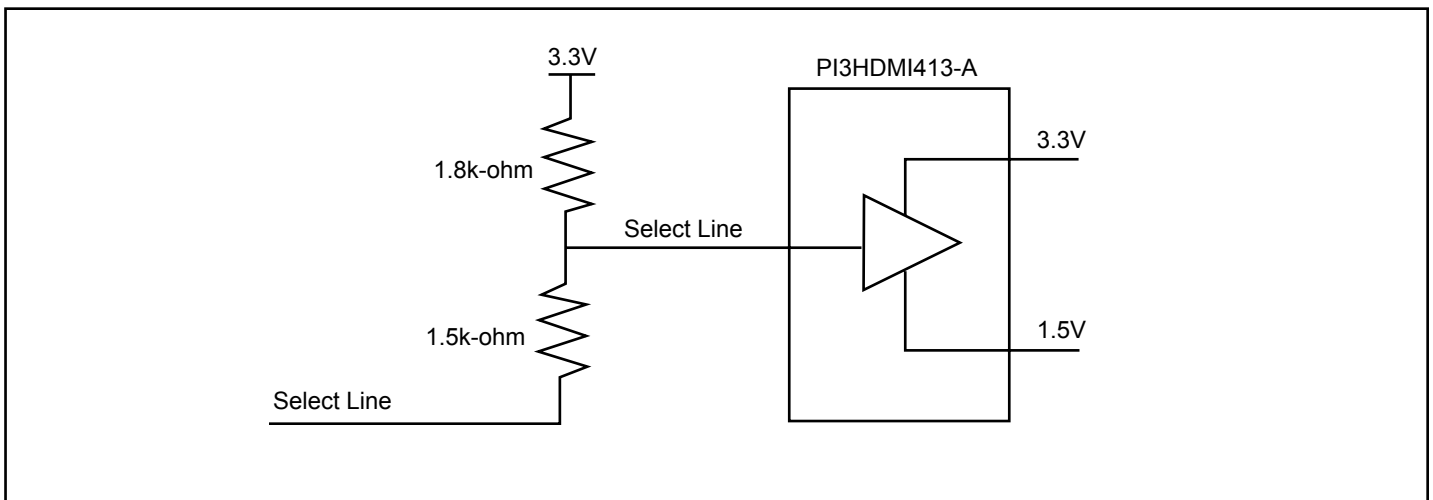 3.3V
PI3HDMI413-A
3.3V
1.8k-ohm
Select Line
1.5k-ohm
1.5V
Select Line